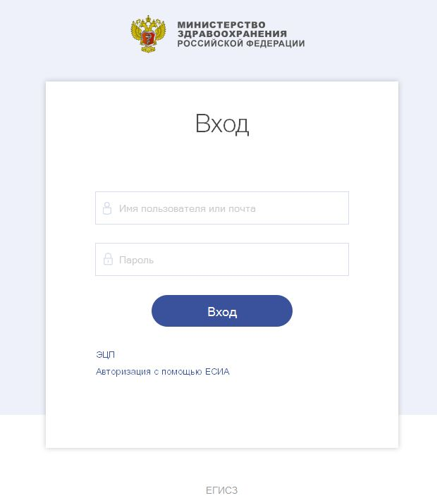 МИНИСТЕРСТВО
ЗДРАВООХРАНЕНИЯ
РОССИЙСКОЙ ФЕДЕРАЦИИ
Вход
Имя пользователя или почта
Пароль
Вход
ЭЦП
Авторизация с помощью ЕСИА
ЕГИСЗ